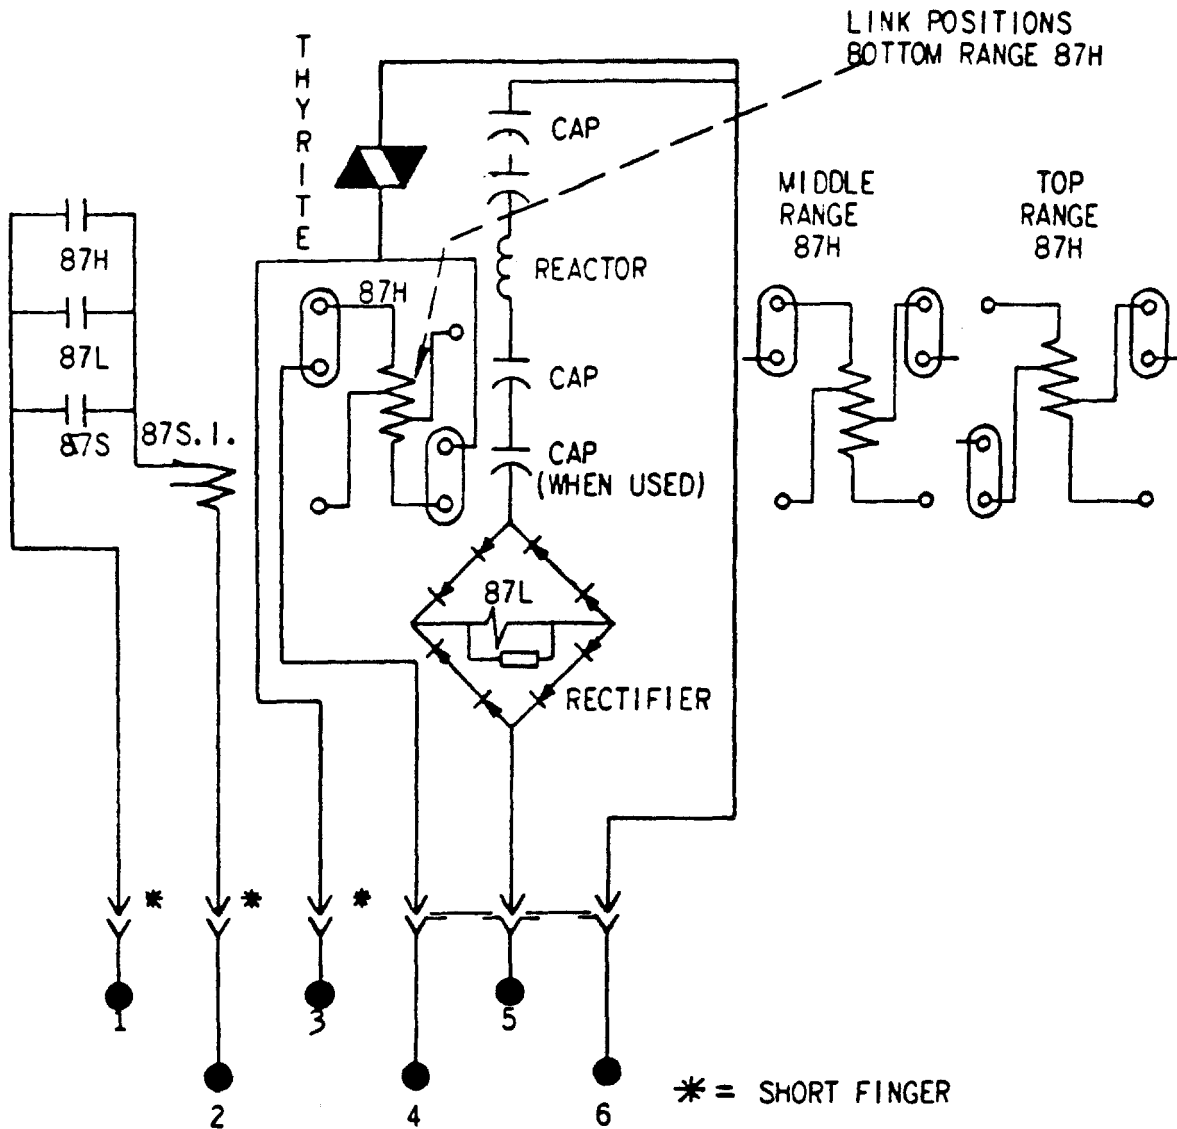 LINK POSITIONS
BOTTOM RANGE 87H
THYRITE
CAP
MIDDLE
RANGE
87H
TOP
RANGE
87H
87H
REACTOR
87H
87L
CAP
87S
87S.I.
CAP
(WHEN USED)
87L
RECTIFIER
*
*
*
1
3
5
2
4
6
* = SHORT FINGER